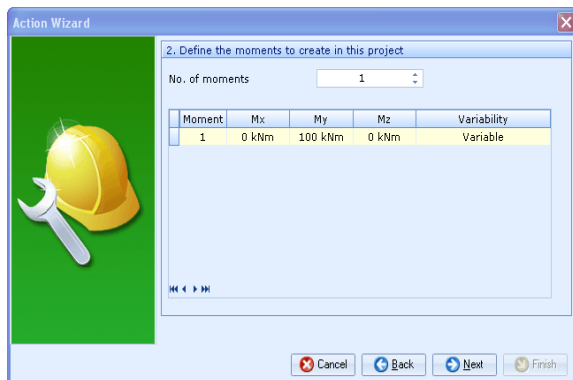 Action Wizard
2. Define the moments to create in this project
No. of moments 1
Moment Mx My Mz Variability
1 0 kNm 100 kNm 0 kNm Variable
Cancel Back Next Finish